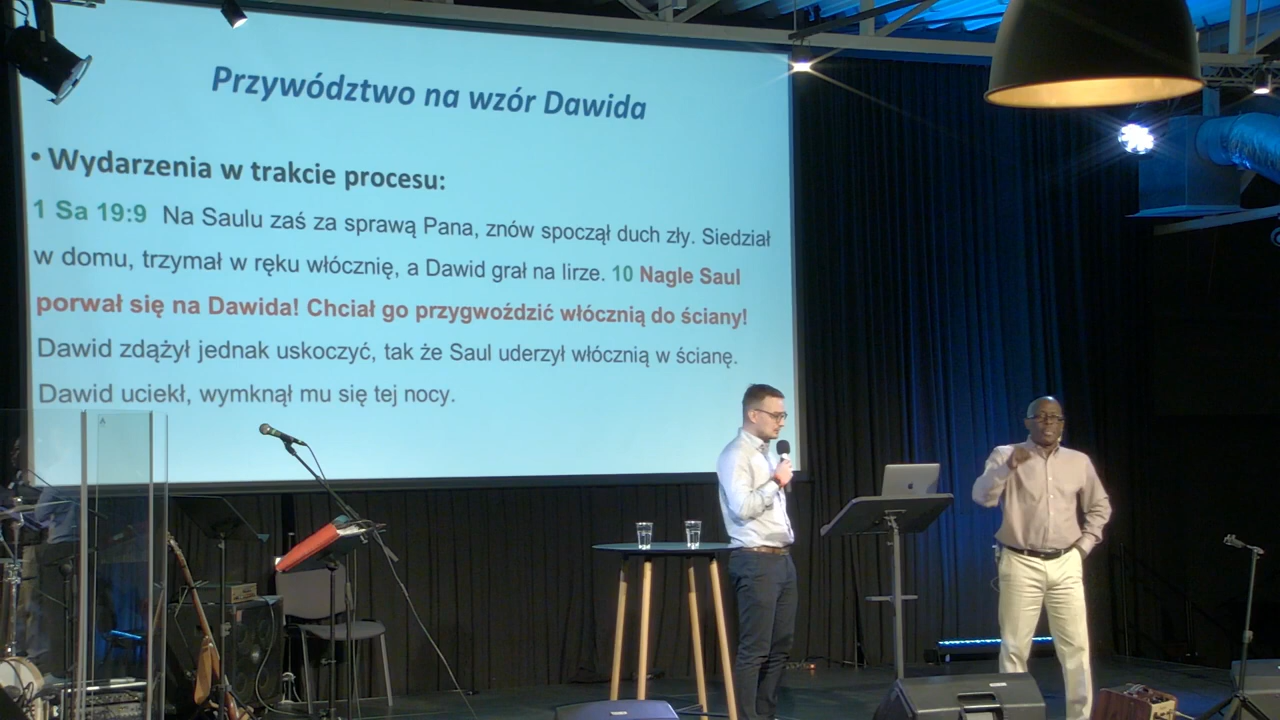 Przywództwo na wzór Dawida
• Wydarzenia w trakcie procesu:
1 Sa 19:9 Na Saulu zaś za sprawą Pana, znów spoczął duch zły. Siedział
w domu, trzymał w ręku włócznię, a Dawid grał na lirze. 10 Nagle Saul
porwał się na Dawida! Chciał go przygwoździć włócznią do ściany!
Dawid zdążył jednak uskoczyć, tak że Saul uderzył włócznią w ścianę.
Dawid uciekł, wymknął mu się tej nocy.